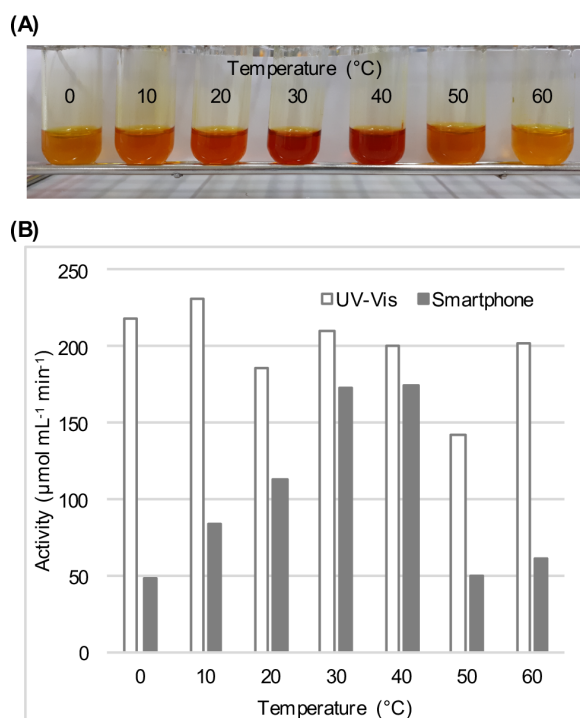 (A)
Temperature (°C)
0 10 20 30 40 50 60
(B)
250
200
150
100
50
0
UV-Vis Smartphone
Activity (µmol mL⁻¹ min⁻¹)
0 10 20 30 40 50 60
Temperature (°C)